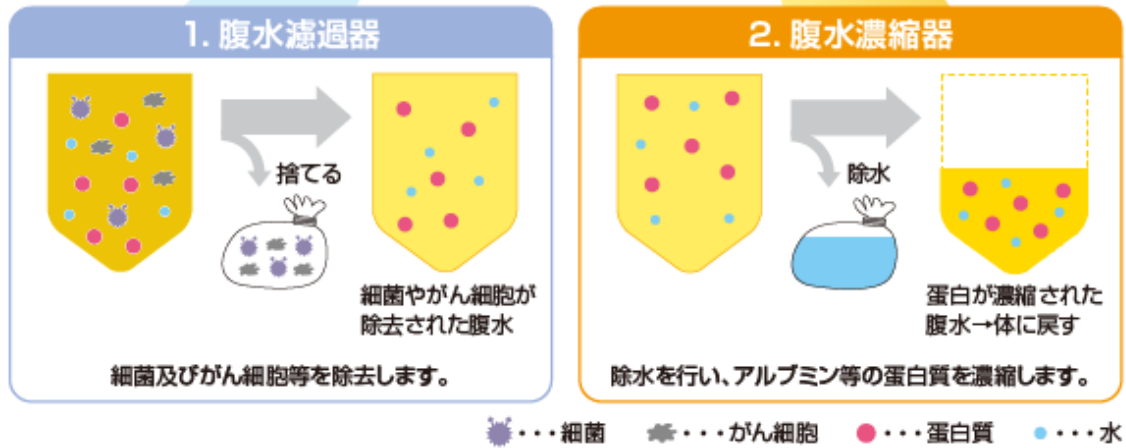 1. 腹水濾過器
捨てる
細菌やがん細胞が
除去された腹水
細菌及びがん細胞等を除去します。
2. 腹水濃縮器
除水
蛋白が濃縮された
腹水→体に戻す
除水を行い、アルブミン等の蛋白質を濃縮します。
・・・細菌 ・・・がん細胞 ・・・蛋白質 ・・・水